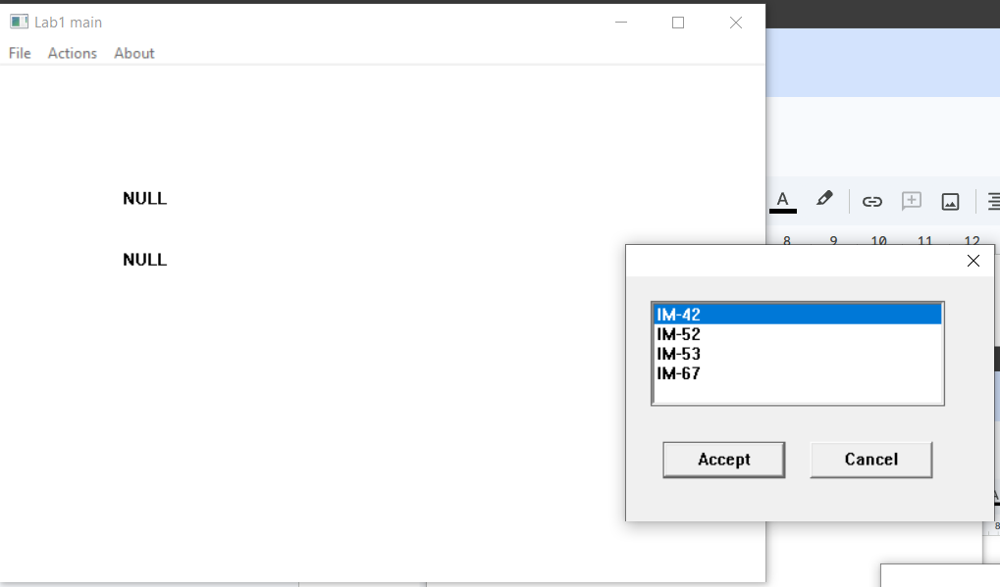 Lab1 main
File Actions About
NULL
NULL
A
8 9 10 11 12
IM-42
IM-52
IM-53
IM-67
Accept Cancel
A
8